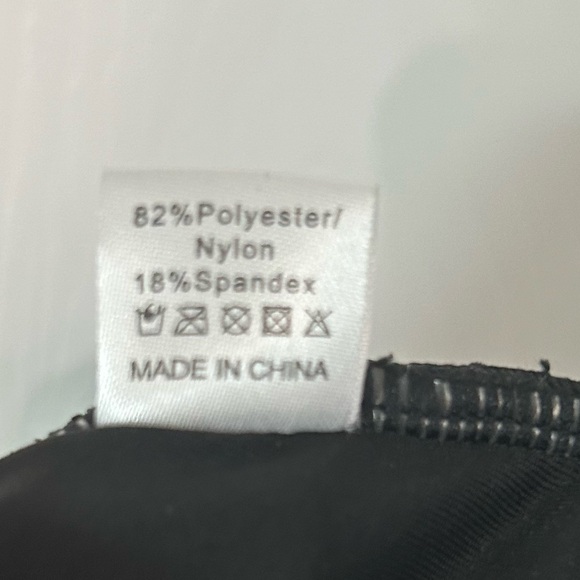 82%Polyester/
Nylon
18%Spandex
MADE IN CHINA